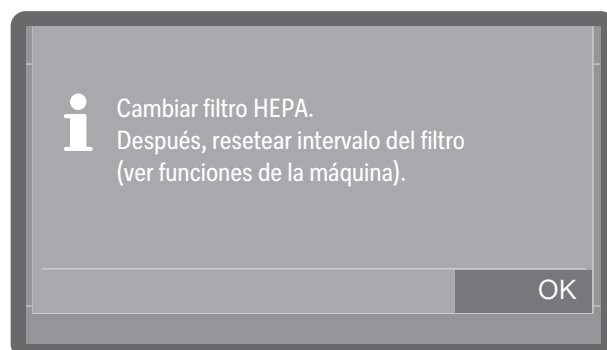 Cambiar filtro HEPA.
Después, resetear intervalo del filtro
(ver funciones de la máquina).
OK